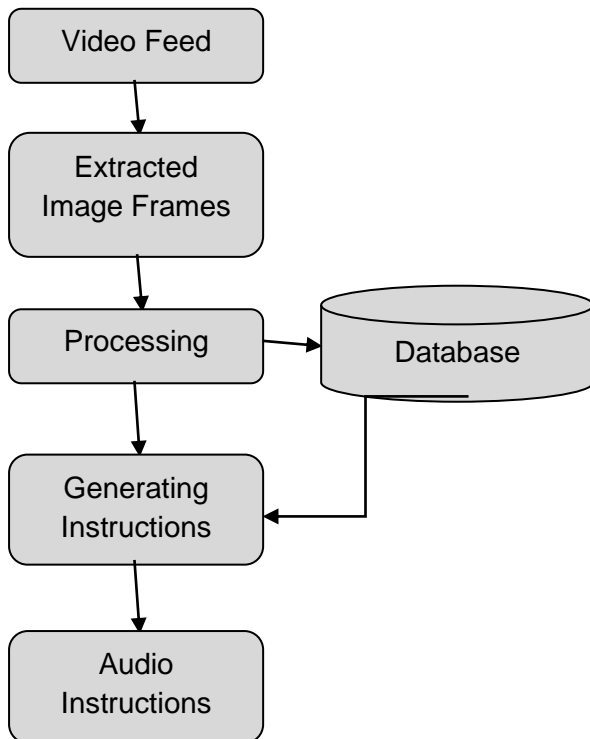 Video Feed
Extracted
Image Frames
Processing
Database
Generating
Instructions
Audio
Instructions